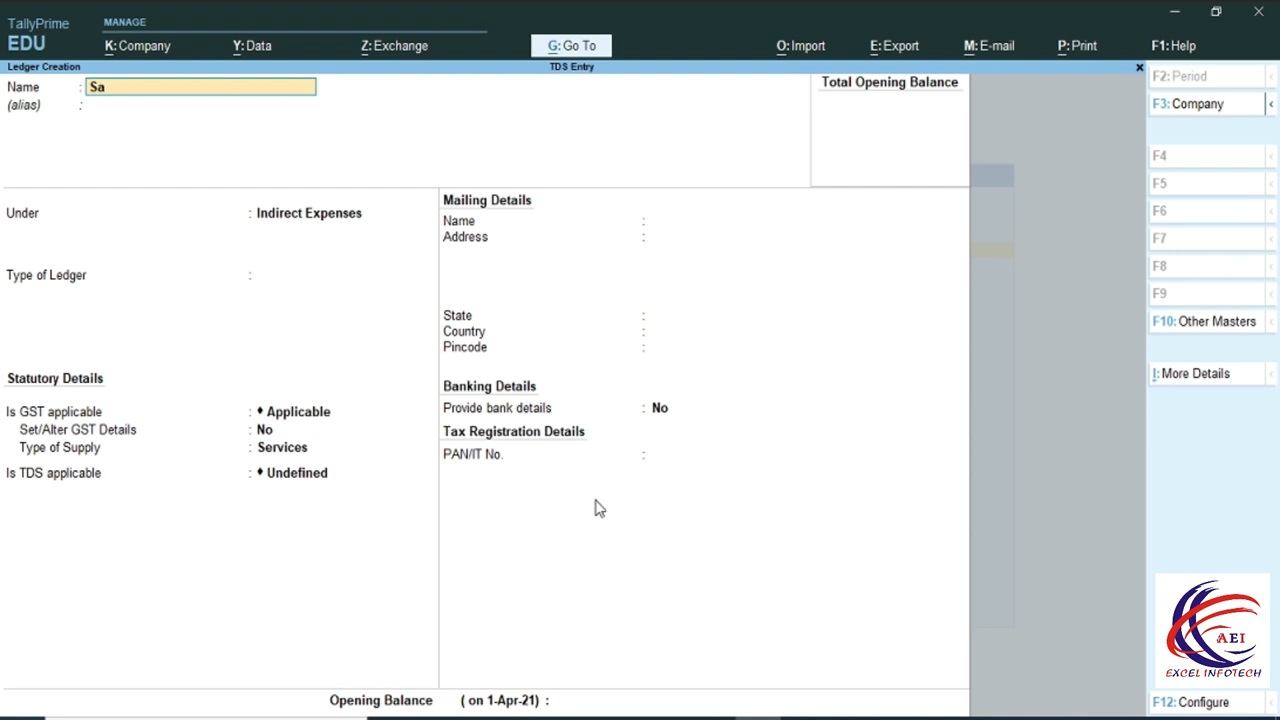 TallyPrime
EDU
MANAGE
K: Company
Y: Data
Z: Exchange
G: Go To
O: Import
E: Export
M: E-mail
P: Print
F1: Help
Ledger Creation
TDS Entry
Name : Sa
(alias) :
Total Opening Balance
F2: Period
F3: Company
F4
F5
F6
F7
F8
F9
F10: Other Masters
I: More Details
F12: Configure
Under : Indirect Expenses
Type of Ledger :
Statutory Details
Is GST applicable : ♦ Applicable
Set/Alter GST Details : No
Type of Supply : Services
Is TDS applicable : ♦ Undefined
Mailing Details
Name :
Address :
State :
Country :
Pincode :
Banking Details
Provide bank details : No
Tax Registration Details
PAN/IT No. :
Opening Balance ( on 1-Apr-21) :
AEI
EXCEL INFOTECH